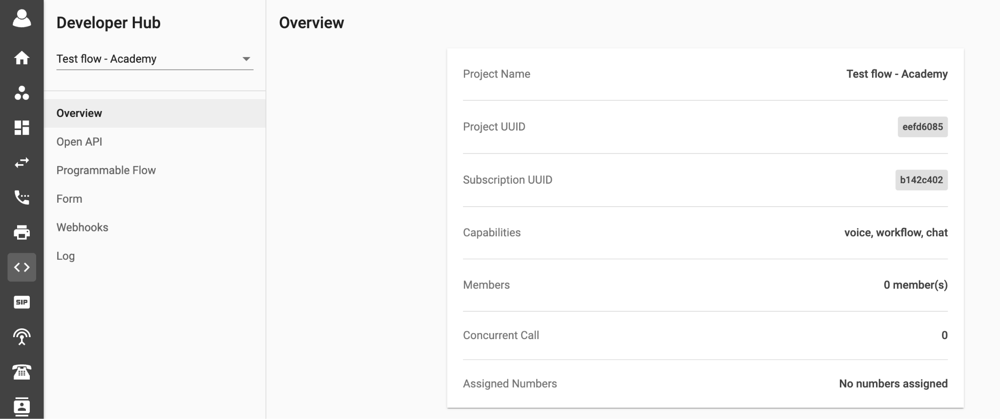 Developer Hub
Test flow - Academy
Overview
Open API
Programmable Flow
Form
Webhooks
Log
SIP
Overview
Project Name
Test flow - Academy
Project UUID
eefd6085
Subscription UUID
b142c402
Capabilities
voice, workflow, chat
Members
0 member(s)
Concurrent Call
0
Assigned Numbers
No numbers assigned